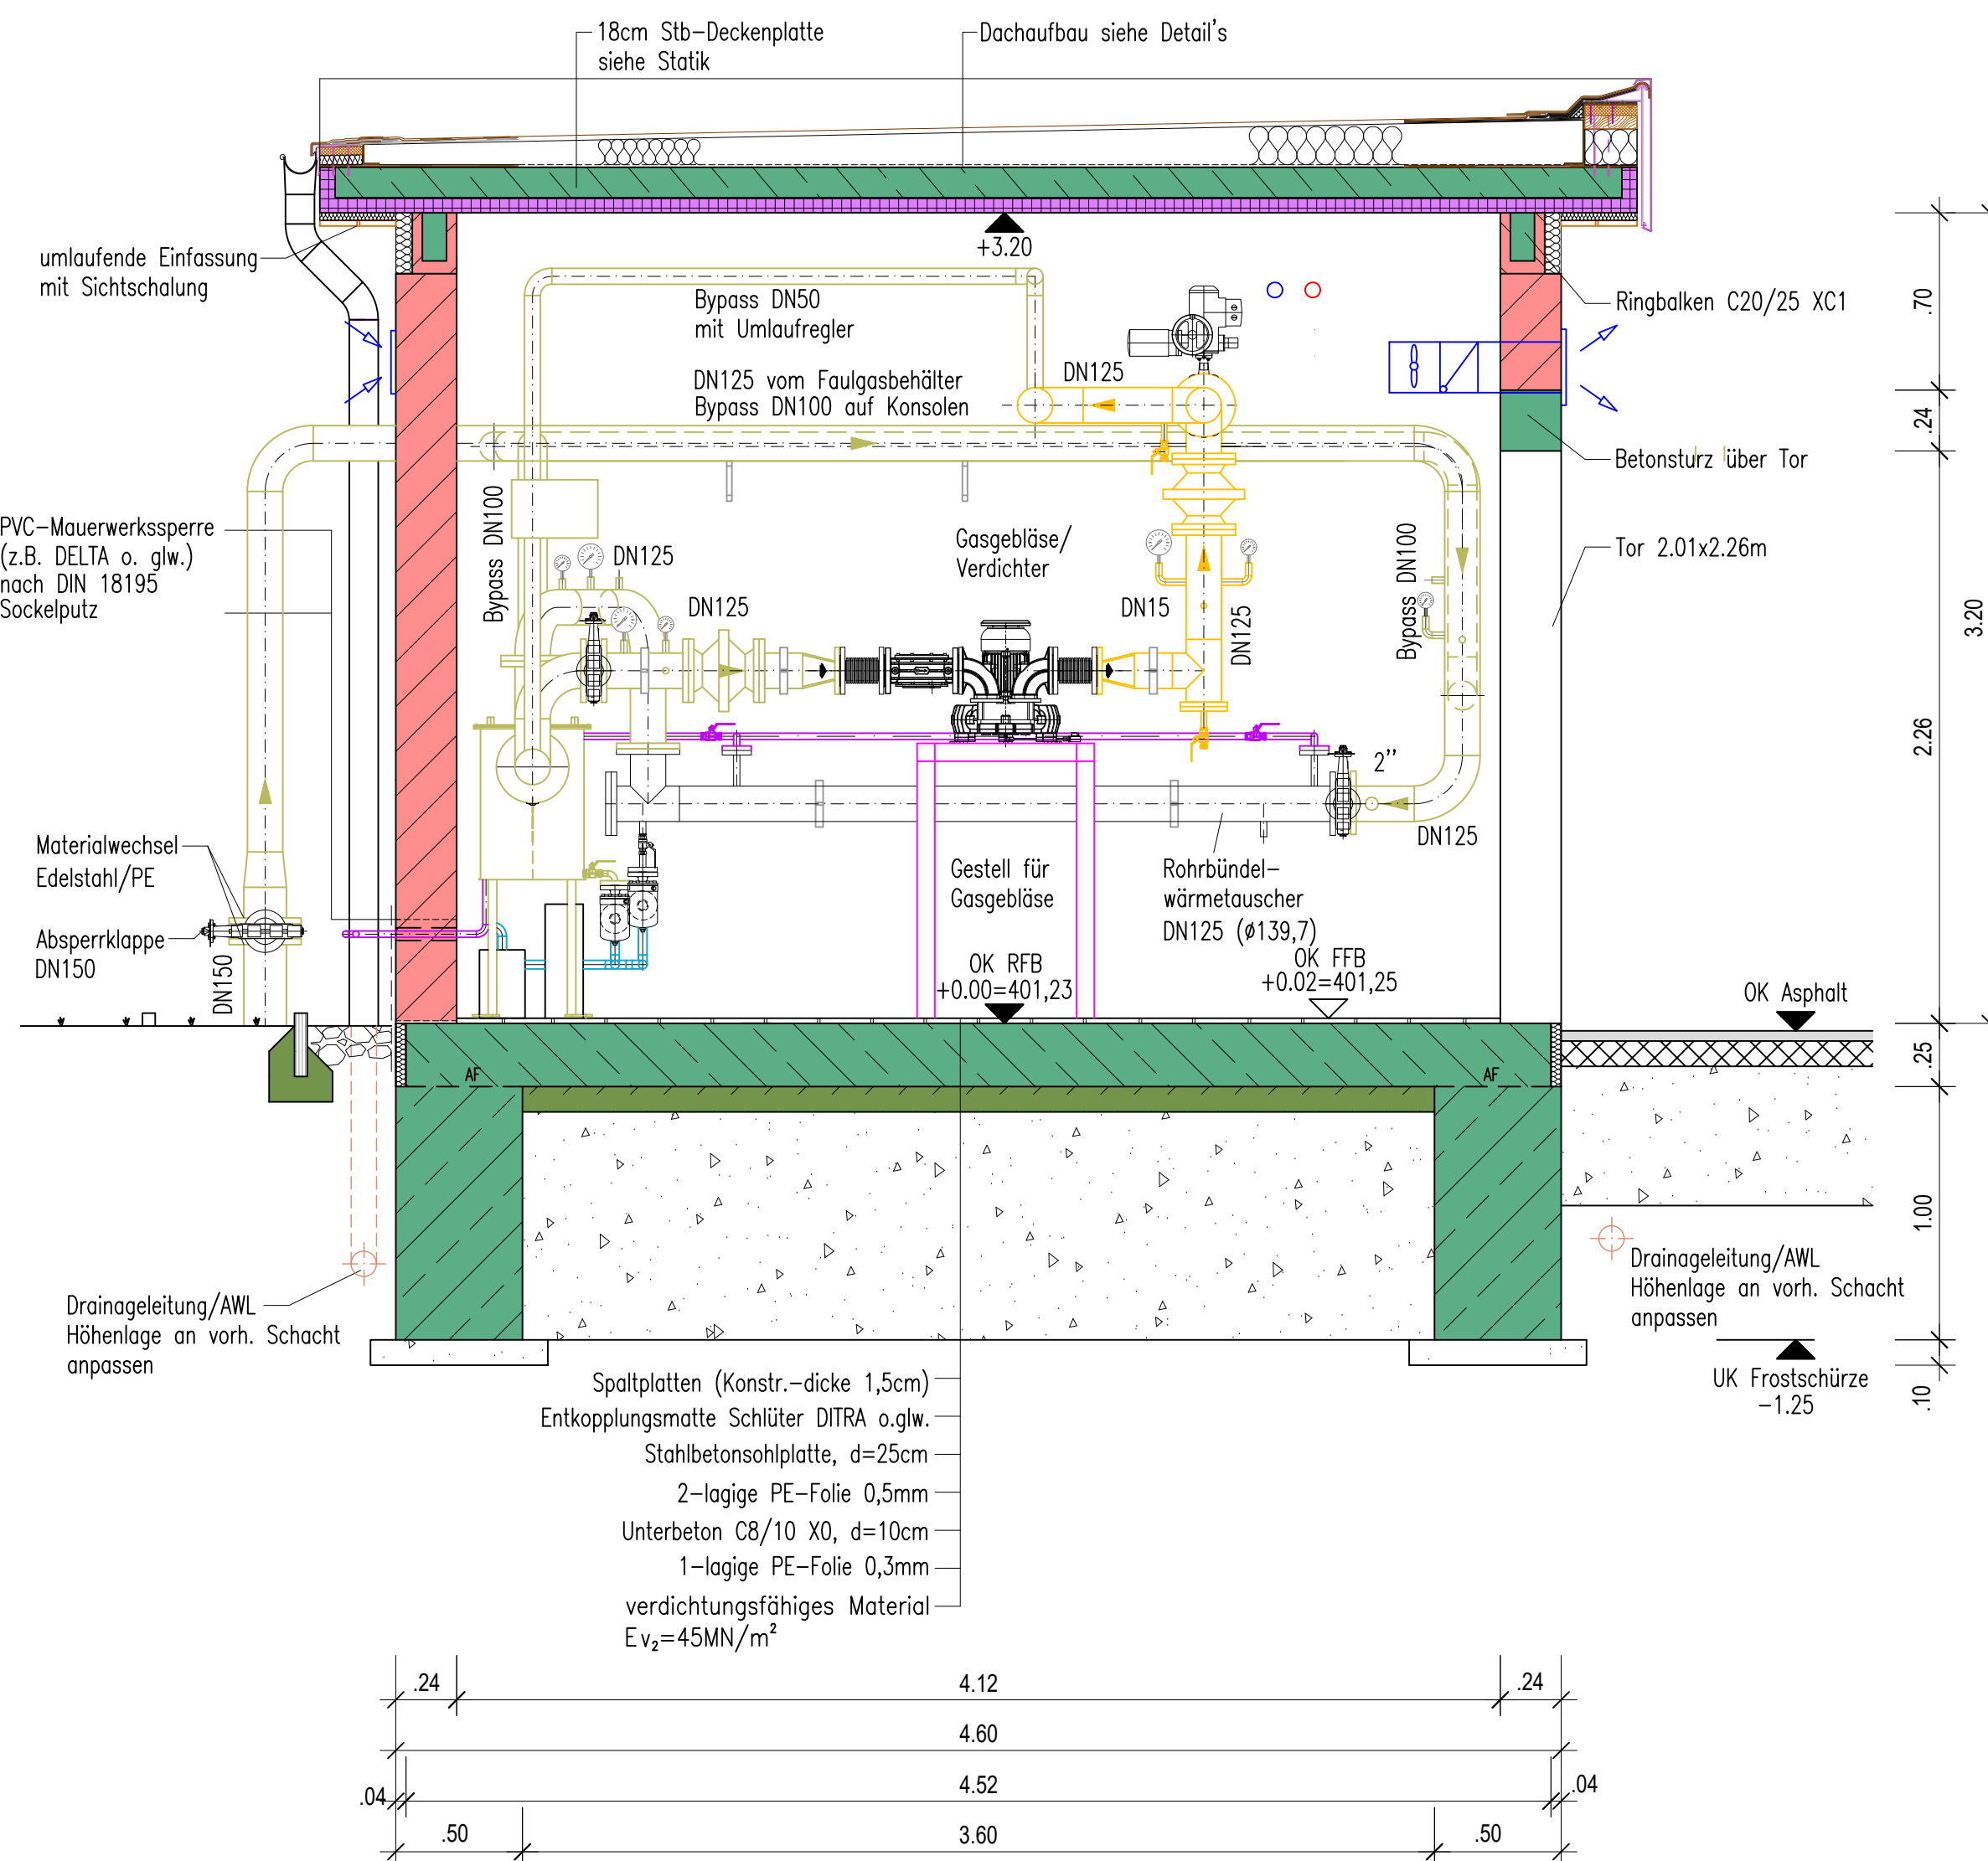 18cm Stb-Deckenplatte
siehe Statik
Dachaufbau siehe Detail's
umlaufende Einfassung
mit Sichtschalung
+3.20
Bypass DN50
mit Umlaufregler
DN125 vom Faulgasbehälter
Bypass DN100 auf Konsolen
DN125
Ringbalken C20/25 XC1
.70
.24
Betonsturz über Tor
PVC-Mauerwerkssperre
(z.B. DELTA o. glw.)
nach DIN 18195
Sockelputz
Bypass DN100
DN125
DN125
Gasgebläse/
Verdichter
DN15
DN125
Bypass DN100
Tor 2.01x2.26m
3.20
2.26
2''
DN125
Materialwechsel
Edelstahl/PE
Absperrklappe
DN150
DN150
Gestell für
Gasgebläse
Rohrbündel-
wärmetauscher
DN125 (ø139,7)
OK RFB
+0.00=401,23
OK FFB
+0.02=401,25
OK Asphalt
.25
AF
AF
1.00
Drainageleitung/AWL
Höhenlage an vorh. Schacht
anpassen
Drainageleitung/AWL
Höhenlage an vorh. Schacht
anpassen
UK Frostschürze
-1.25
.10
Spaltplatten (Konstr.-dicke 1,5cm)
Entkopplungsmatte Schlüter DITRA o.glw.
Stahlbetonsohlplatte, d=25cm
2-lagige PE-Folie 0,5mm
Unterbeton C8/10 X0, d=10cm
1-lagige PE-Folie 0,3mm
verdichtungsfähiges Material
Ev₂=45MN/m²
.24
4.12
.24
4.60
.04
4.52
.04
.50
3.60
.50